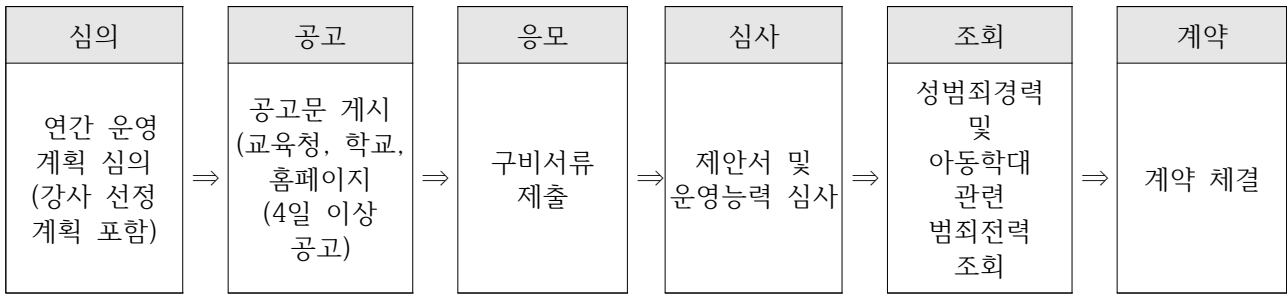 심의
연간 운영
계획 심의
(강사 선정
계획 포함)
⇒
공고
공고문 게시
(교육청, 학교,
홈페이지
(4일 이상
공고)
⇒
응모
구비서류
제출
⇒
심사
제안서 및
운영능력 심사
⇒
조회
성범죄경력
및
아동학대
관련
범죄전력
조회
⇒
계약
계약 체결